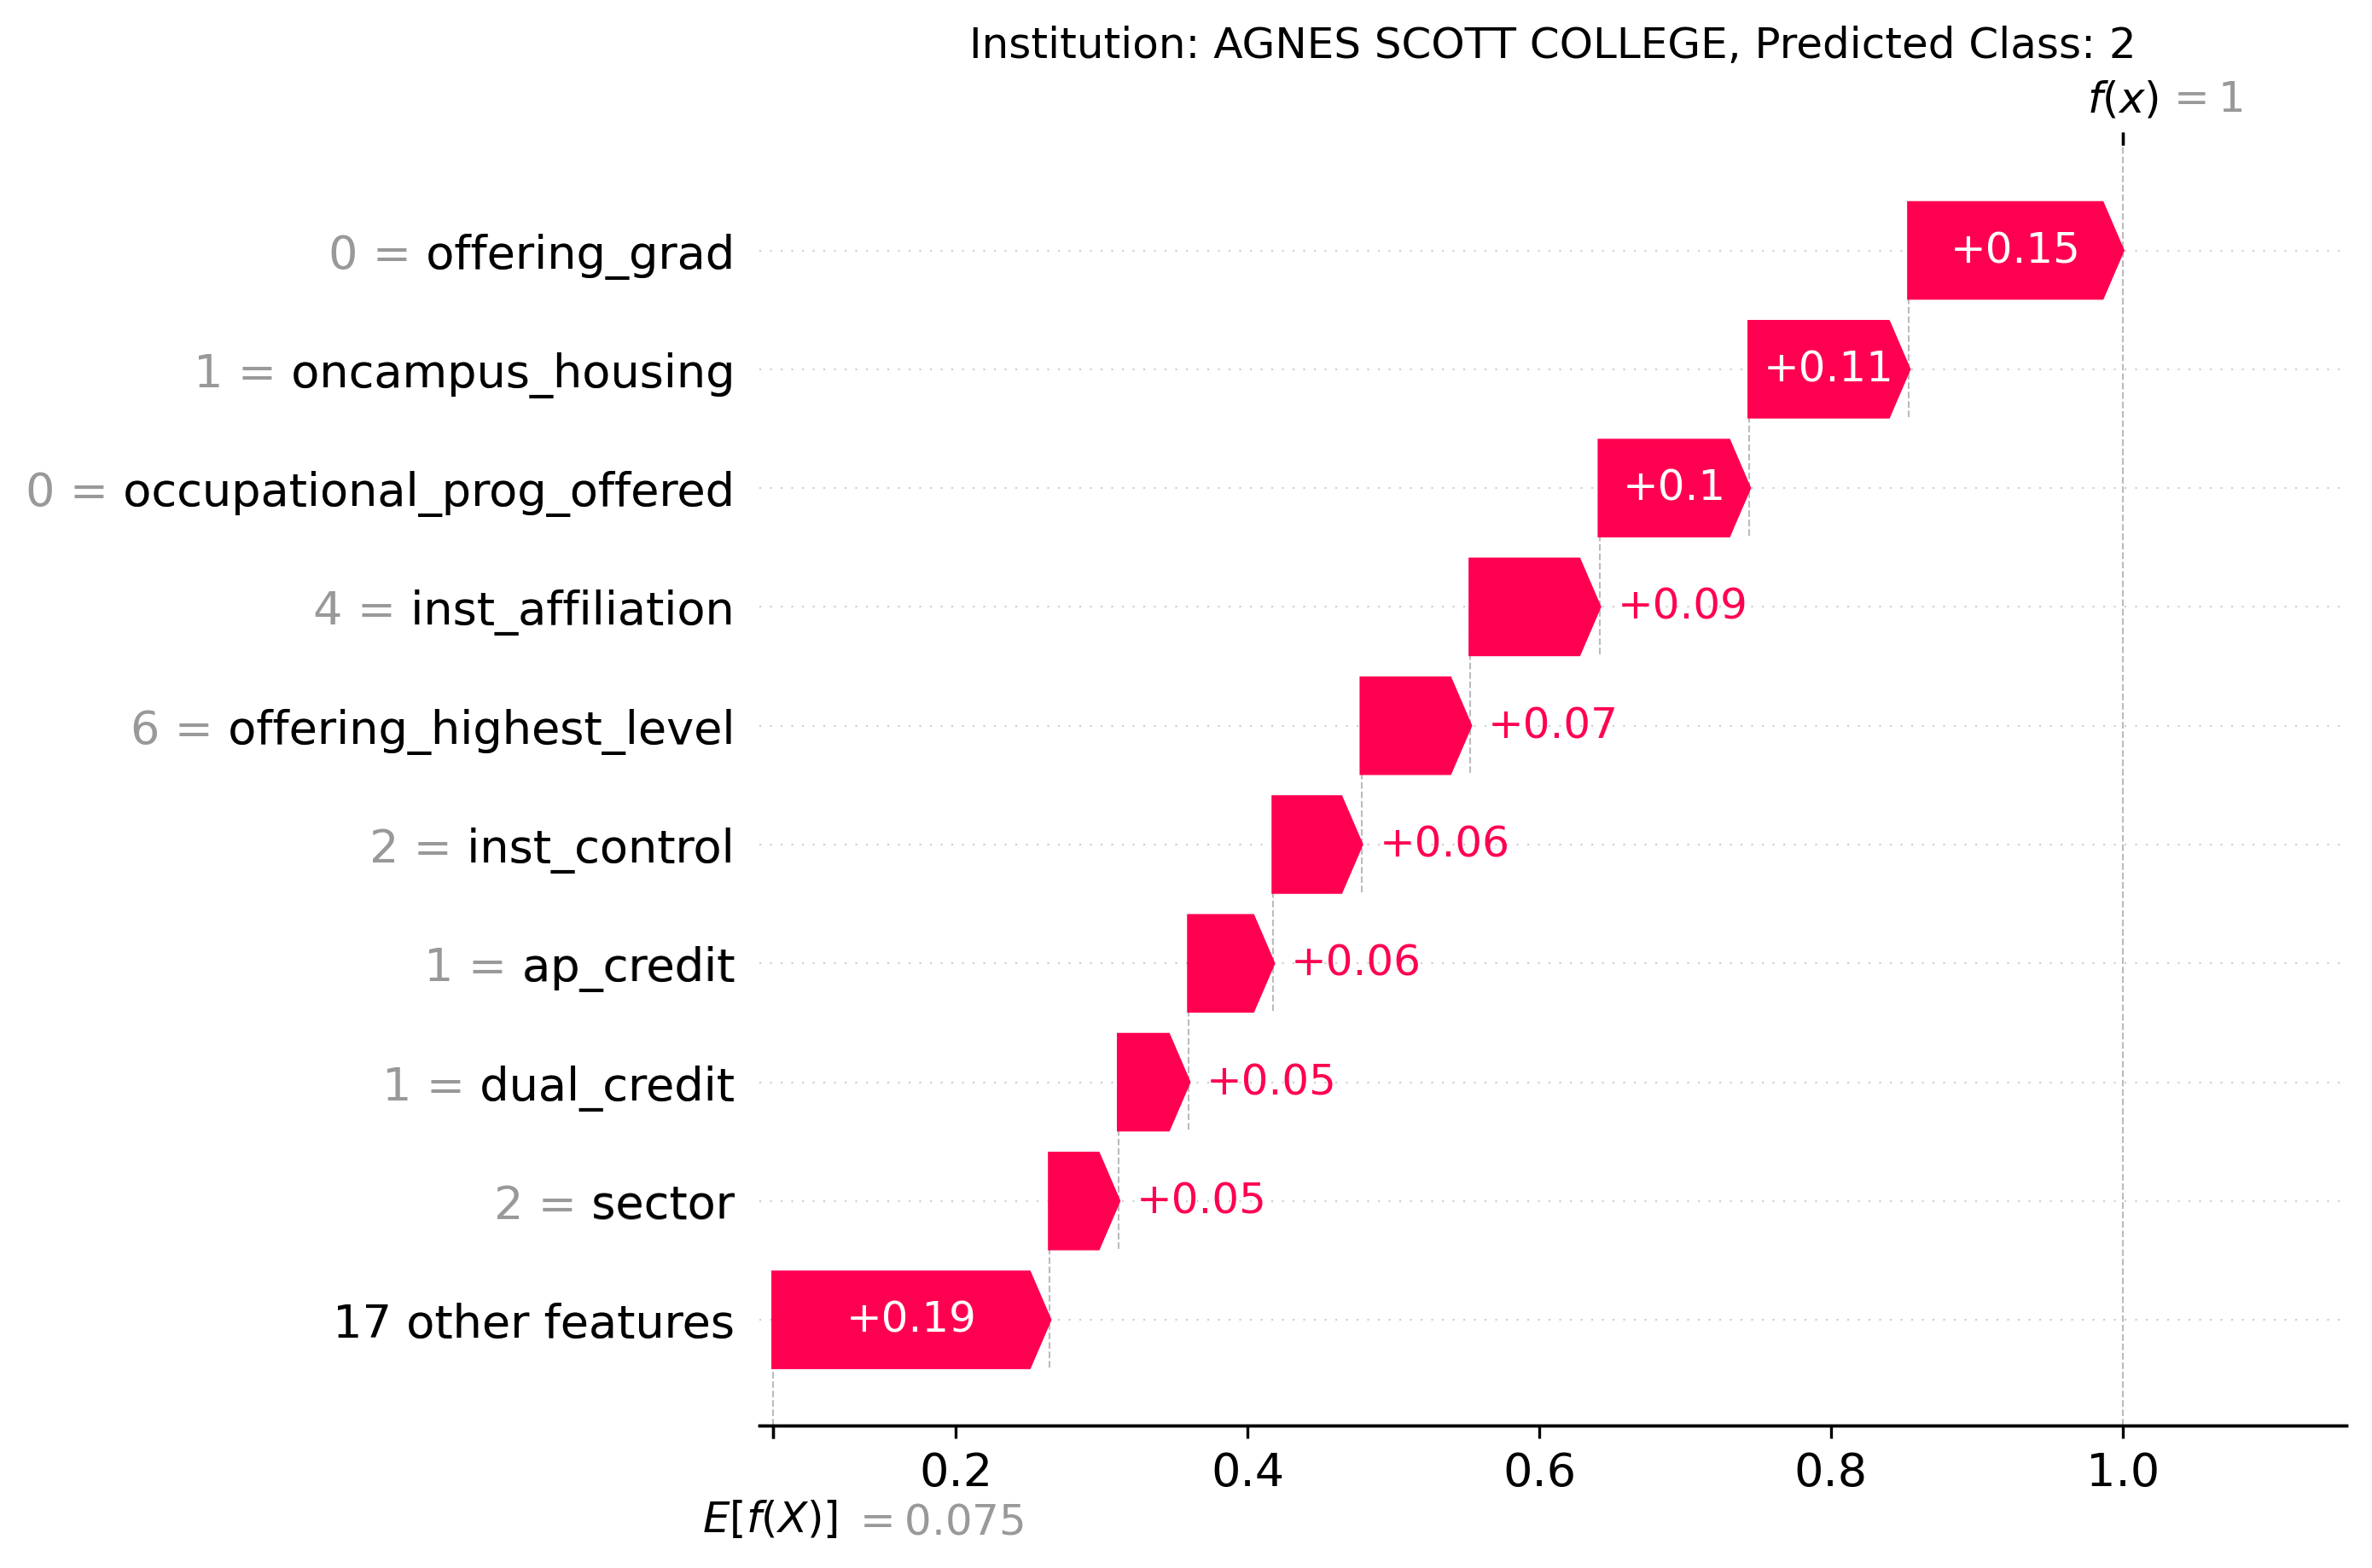 Institution: AGNES SCOTT COLLEGE, Predicted Class: 2
f(x) = 1
0 = offering_grad +0.15
1 = oncampus_housing +0.11
0 = occupational_prog_offered +0.1
4 = inst_affiliation +0.09
6 = offering_highest_level +0.07
2 = inst_control +0.06
1 = ap_credit +0.06
1 = dual_credit +0.05
2 = sector +0.05
17 other features +0.19
0.2 0.4 0.6 0.8 1.0
E[f(X)] = 0.075